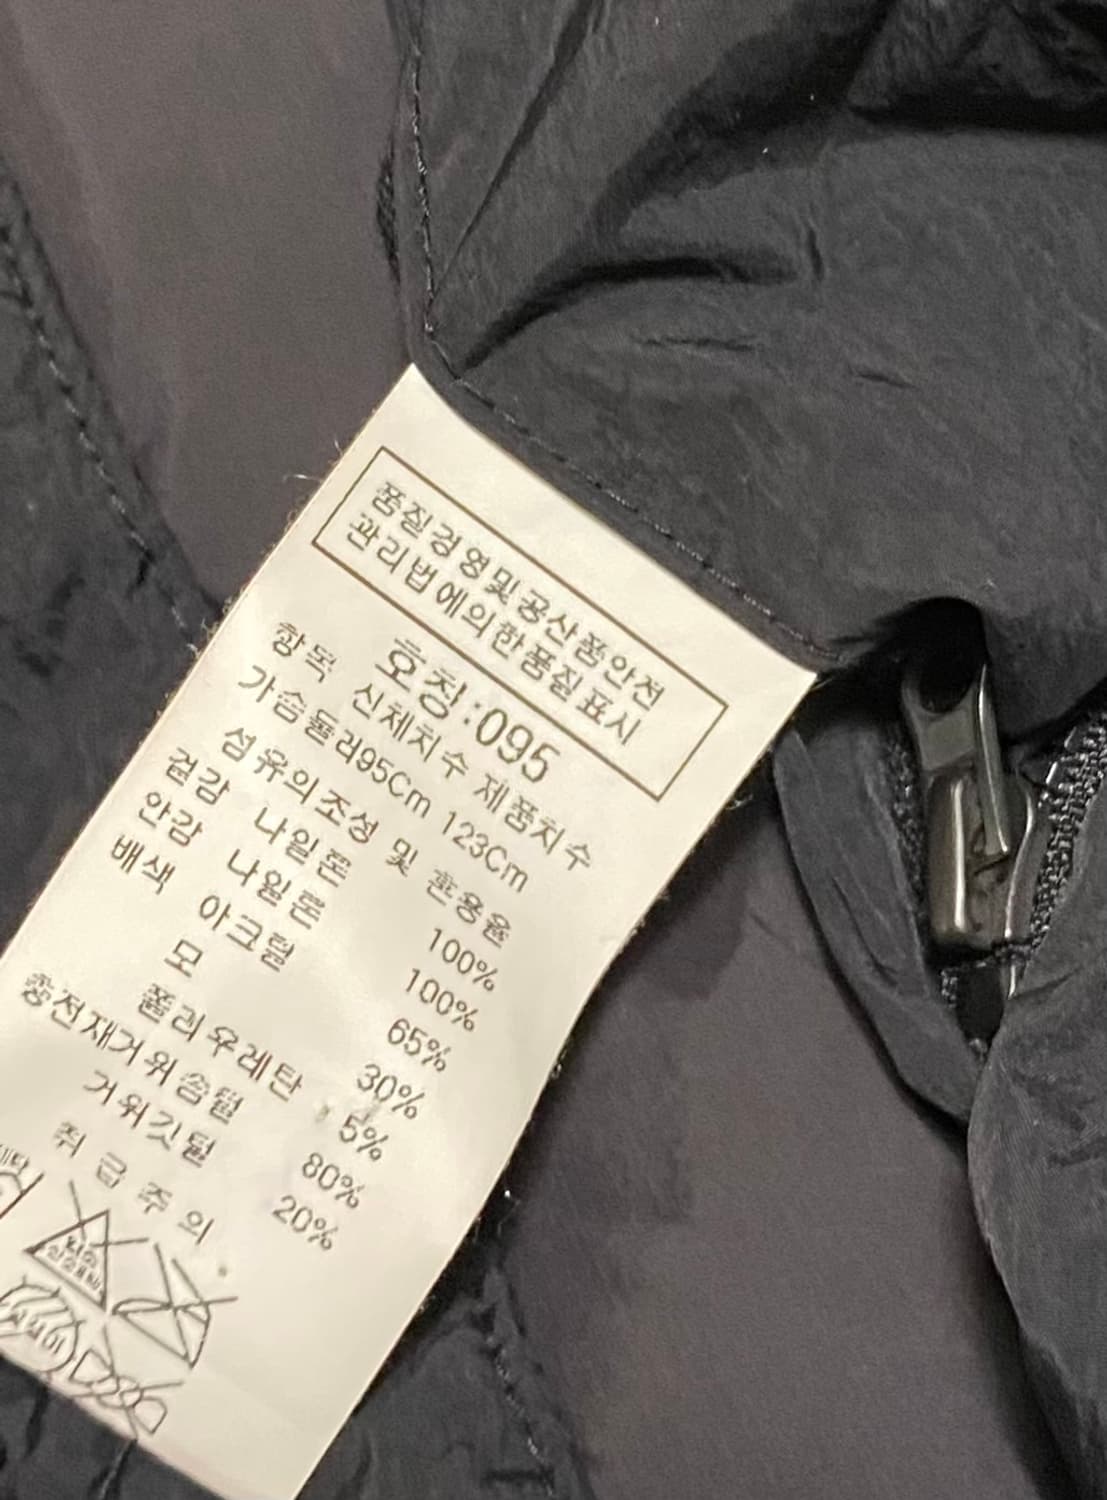 품질경영및공산품안전
관리법에의한품질표시
호칭:095
항목 신체치수 제품치수
가슴둘레95Cm 123Cm
섬유의조성 및 혼용율
겉감 나일론 100%
안감 나일론 100%
배색 아크릴 65%
모 30%
폴리우레탄 5%
충전재거위솜털 80%
거위깃털 20%
취급주의